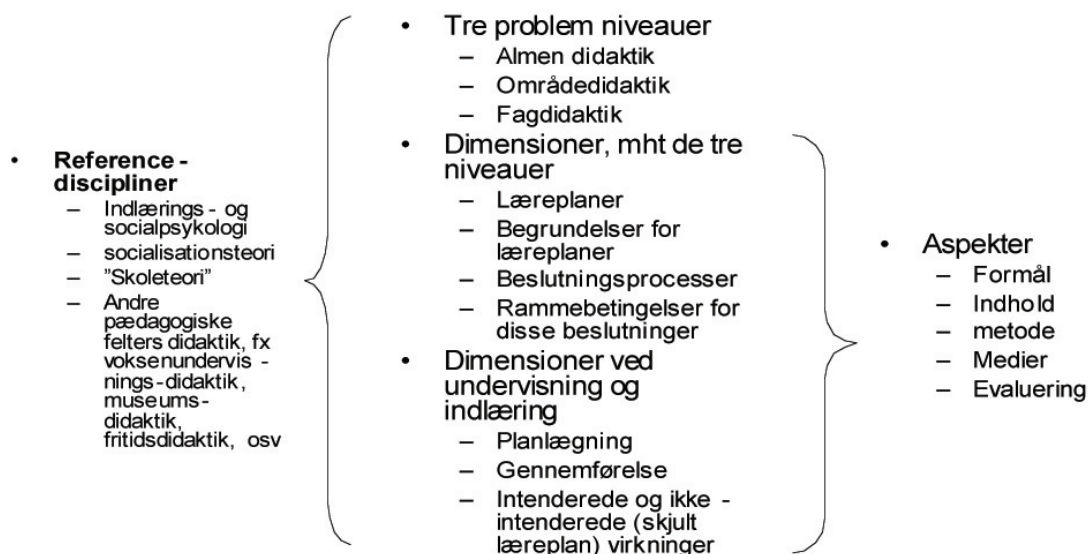 • Reference -
discipliner
– Indlærings - og
socialpsykologi
– socialisationsteori
– "Skoleteori"
– Andre
pædagogiske
felters didaktik, fx
voksenundervis -
nings-didaktik,
museums-
didaktik,
fritidsdidaktik, osv
• Tre problem niveauer
– Almen didaktik
– Områdedidaktik
– Fagdidaktik
• Dimensioner, mht de tre
niveauer
– Læreplaner
– Begrundelser for
læreplaner
– Beslutningsprocesser
– Rammebetingelser for
disse beslutninger
• Dimensioner ved
undervisning og
indlæring
– Planlægning
– Gennemførelse
– Intenderede og ikke -
intenderede (skjult
læreplan) virkninger
• Aspekter
– Formål
– Indhold
– metode
– Medier
– Evaluering